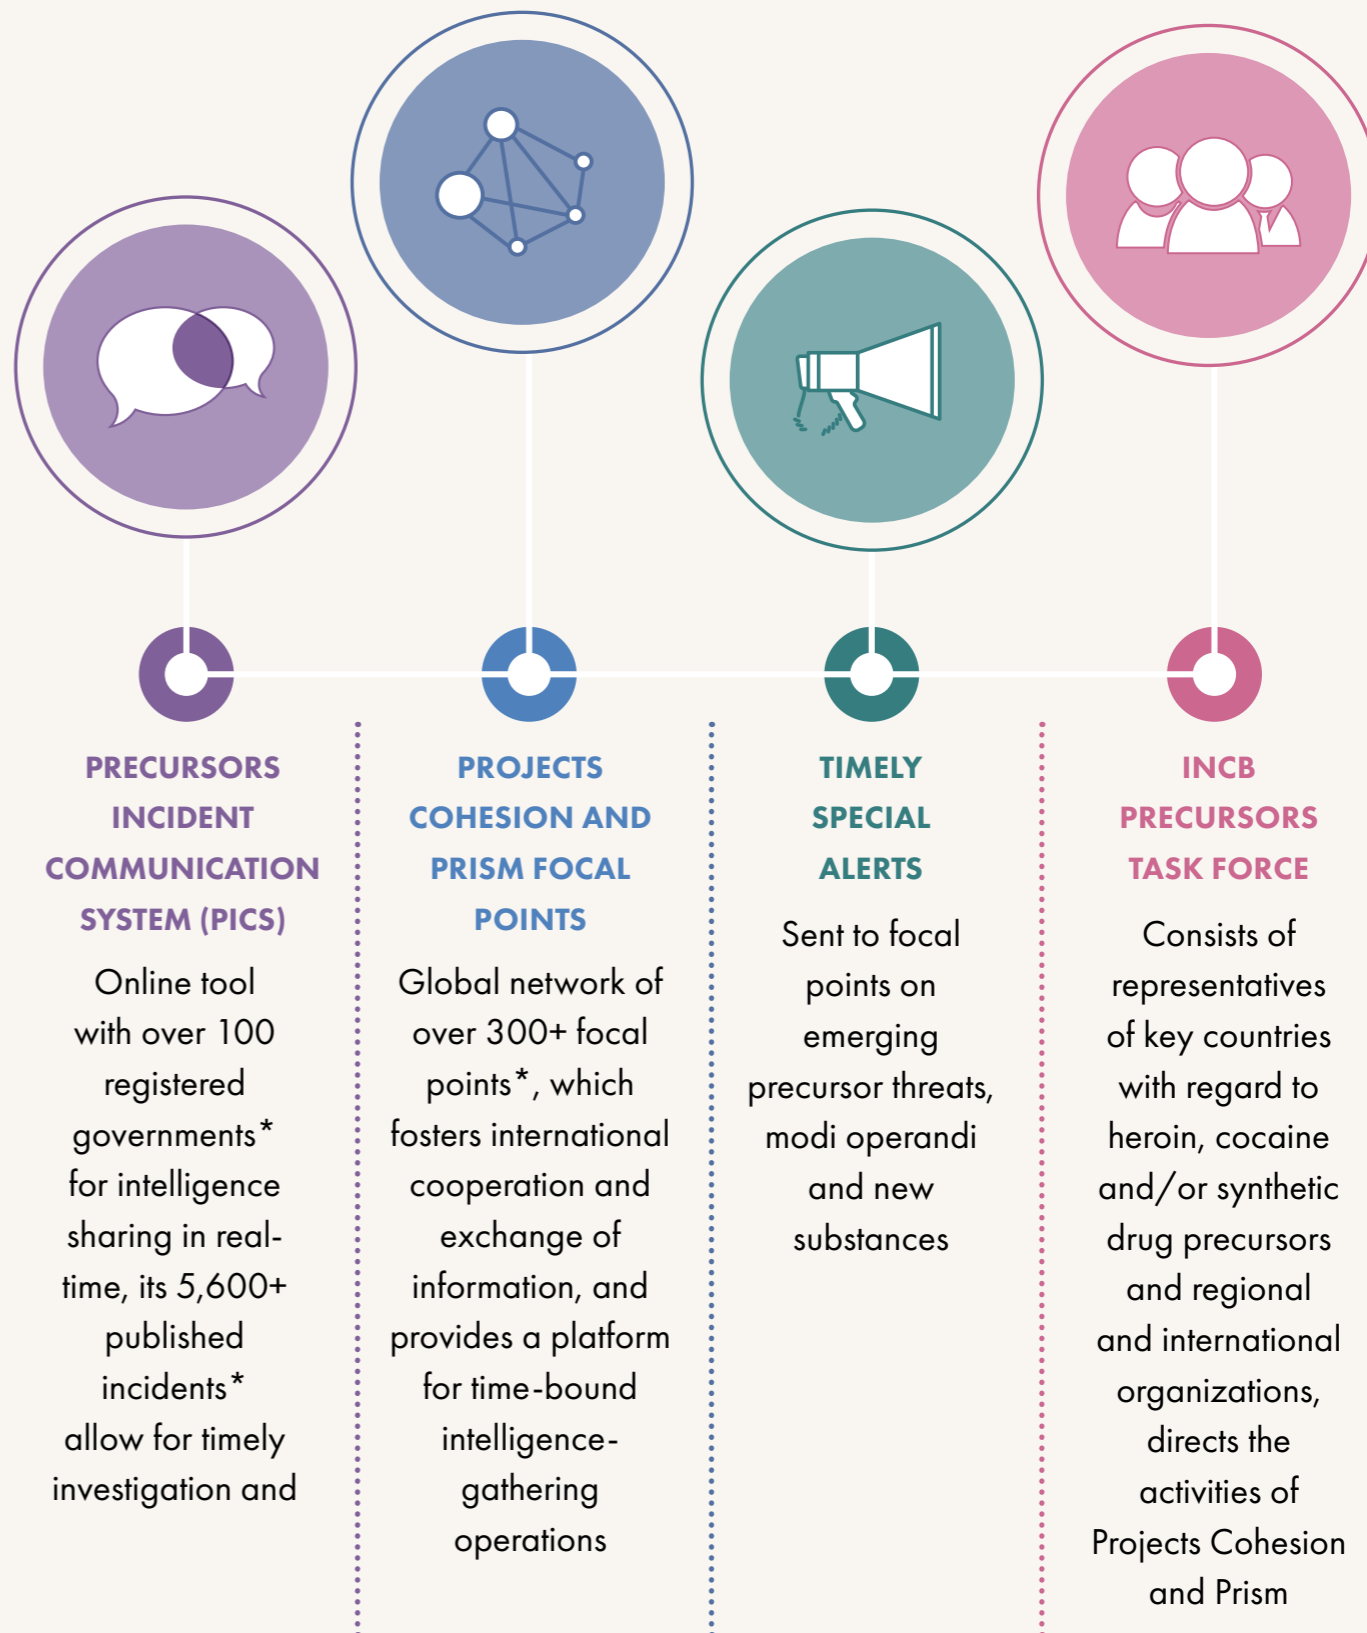 PRECURSORS
INCIDENT
COMMUNICATION
SYSTEM (PICS)
Online tool
with over 100
registered
governments*
for intelligence
sharing in real-
time, its 5,600+
published
incidents*
allow for timely
investigation and
PROJECTS
COHESION AND
PRISM FOCAL
POINTS
Global network of
over 300+ focal
points*, which
fosters international
cooperation and
exchange of
information, and
provides a platform
for time-bound
intelligence-
gathering
operations
TIMELY
SPECIAL
ALERTS
Sent to focal
points on
emerging
precursor threats,
modi operandi
and new
substances
INCB
PRECURSORS
TASK FORCE
Consists of
representatives
of key countries
with regard to
heroin, cocaine
and/or synthetic
drug precursors
and regional
and international
organizations,
directs the
activities of
Projects Cohesion
and Prism